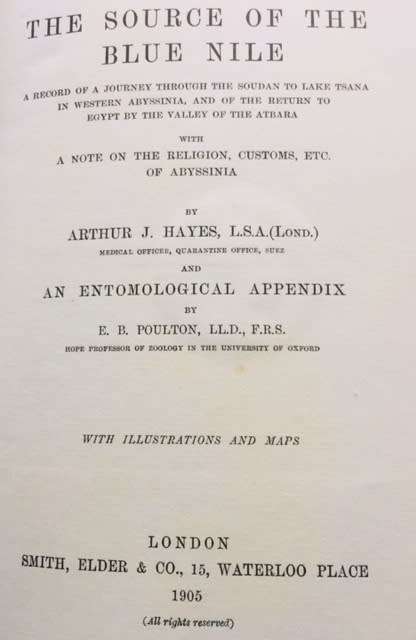 THE SOURCE OF THE
BLUE NILE
A RECORD OF A JOURNEY THROUGH THE SOUDAN TO LAKE TSANA
IN WESTERN ABYSSINIA, AND OF THE RETURN TO
EGYPT BY THE VALLEY OF THE ATBARA
WITH
A NOTE ON THE RELIGION, CUSTOMS, ETC.
OF ABYSSINIA
BY
ARTHUR J. HAYES, L.S.A.(LOND.)
MEDICAL OFFICER, QUARANTINE OFFICE, SUEZ
AND
AN ENTOMOLOGICAL APPENDIX
BY
E. B. POULTON, LL.D., F.R.S.
HOPE PROFESSOR OF ZOOLOGY IN THE UNIVERSITY OF OXFORD
WITH ILLUSTRATIONS AND MAPS
LONDON
SMITH, ELDER & CO., 15, WATERLOO PLACE
1905
(All rights reserved)